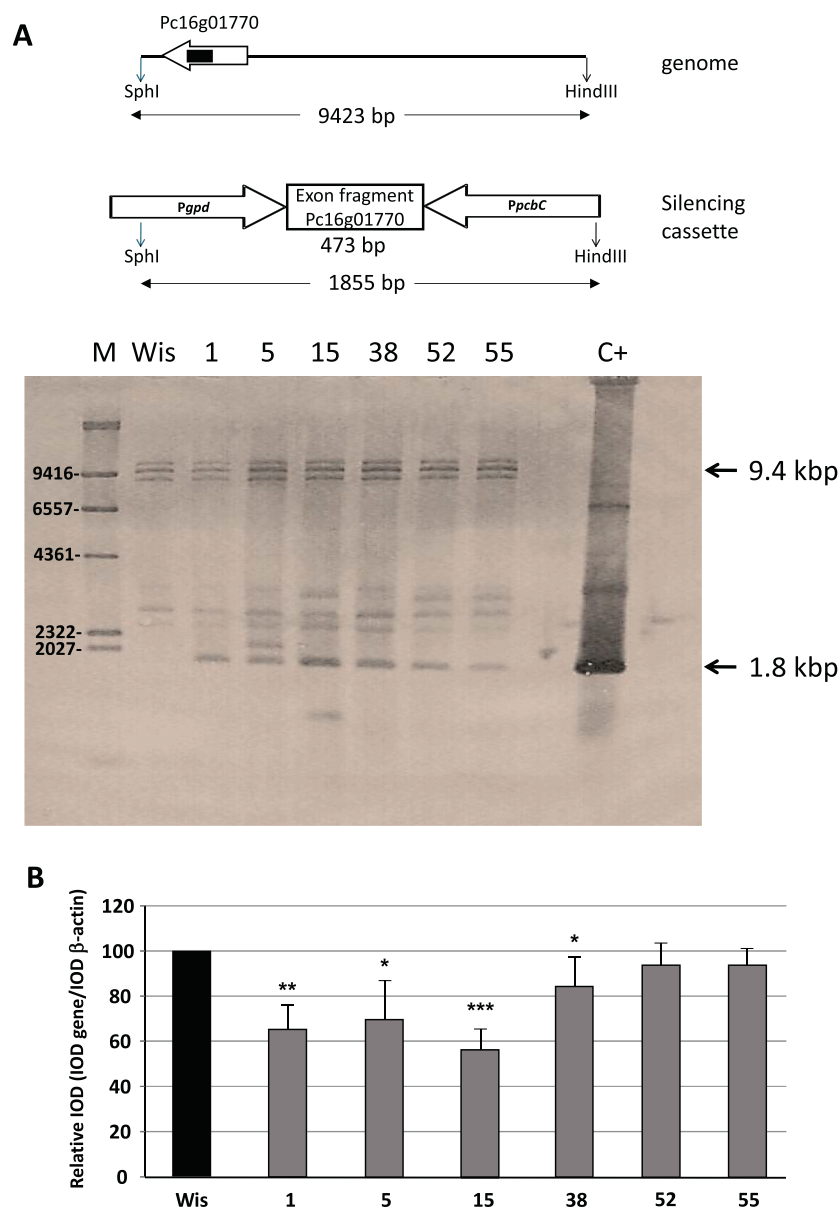 A
Pc16g01770
genome
SphI
HindIII
9423 bp
Pgpd
Exon fragment
Pc16g01770
PpcbC
Silencing
cassette
473 bp
SphI
HindIII
1855 bp
M Wis 1 5 15 38 52 55 C+
9416-
9.4 kbp
6557-
4361-
2322-
2027-
1.8 kbp
B
Relative IOD (IOD gene/IOD β-actin)
120
100
80
60
40
20
0
** * *** *
Wis 1 5 15 38 52 55